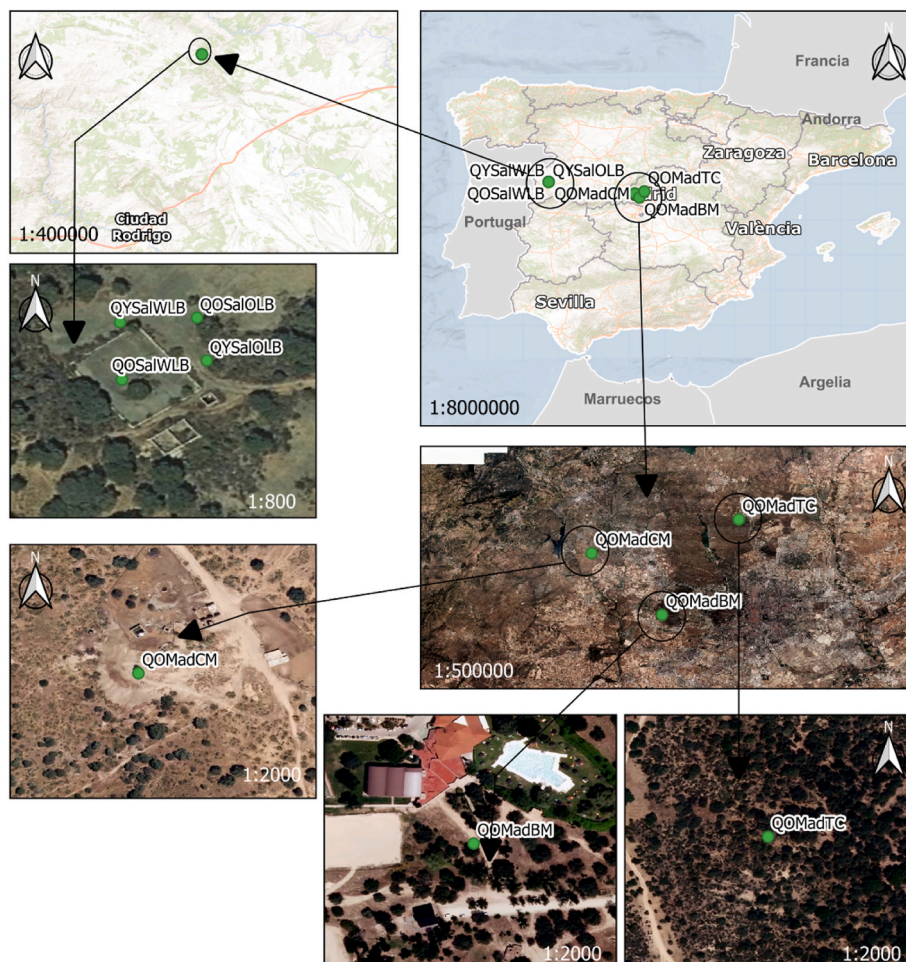 Ciudad
Rodrigo
1:400000
N
Francia
Andorra
Zaragoza
Barcelona
QYSalWLB
QYSalOLB
QOMadTC
QOSalWLB
QOMadCM
drid
QOMadBM
Portugal
València
Sevilla
1:8000000
Marruecos
Argelia
N
QYSalWLB
QOSalOLB
QOSalWLB
QYSalOLB
1:800
N
QOMadTC
QOMadCM
QOMadBM
1:500000
N
QOMadCM
1:2000
QOMadBM
1:2000
N
QOMadTC
1:2000